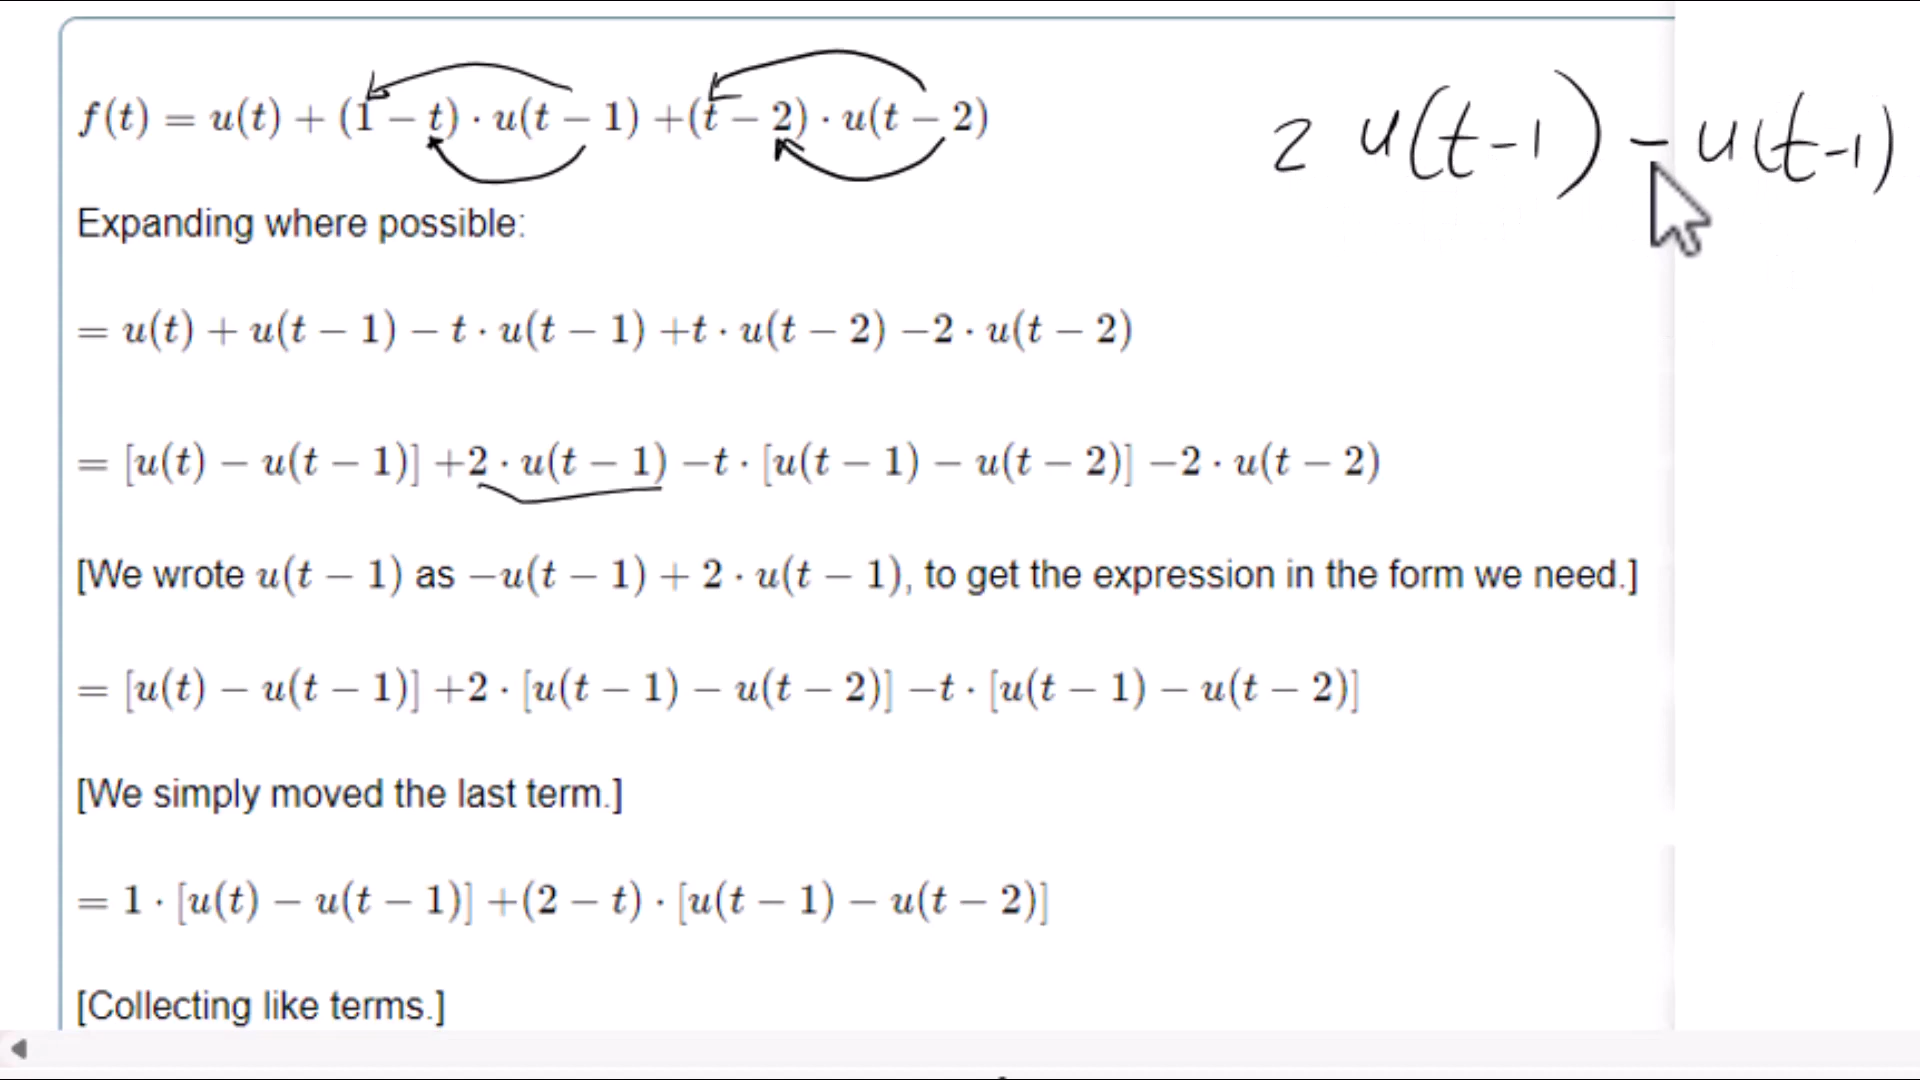 f(t) = u(t) + (1 − t) · u(t − 1) +(t − 2) · u(t − 2)
2 u(t-1) - u(t-1)
Expanding where possible:
= u(t) + u(t − 1) − t · u(t − 1) +t · u(t − 2) −2 · u(t − 2)
= [u(t) − u(t − 1)] +2 · u(t − 1) −t · [u(t − 1) − u(t − 2)] −2 · u(t − 2)
[We wrote u(t − 1) as −u(t − 1) + 2 · u(t − 1), to get the expression in the form we need.]
= [u(t) − u(t − 1)] +2 · [u(t − 1) − u(t − 2)] −t · [u(t − 1) − u(t − 2)]
[We simply moved the last term.]
= 1 · [u(t) − u(t − 1)] +(2 − t) · [u(t − 1) − u(t − 2)]
[Collecting like terms.]